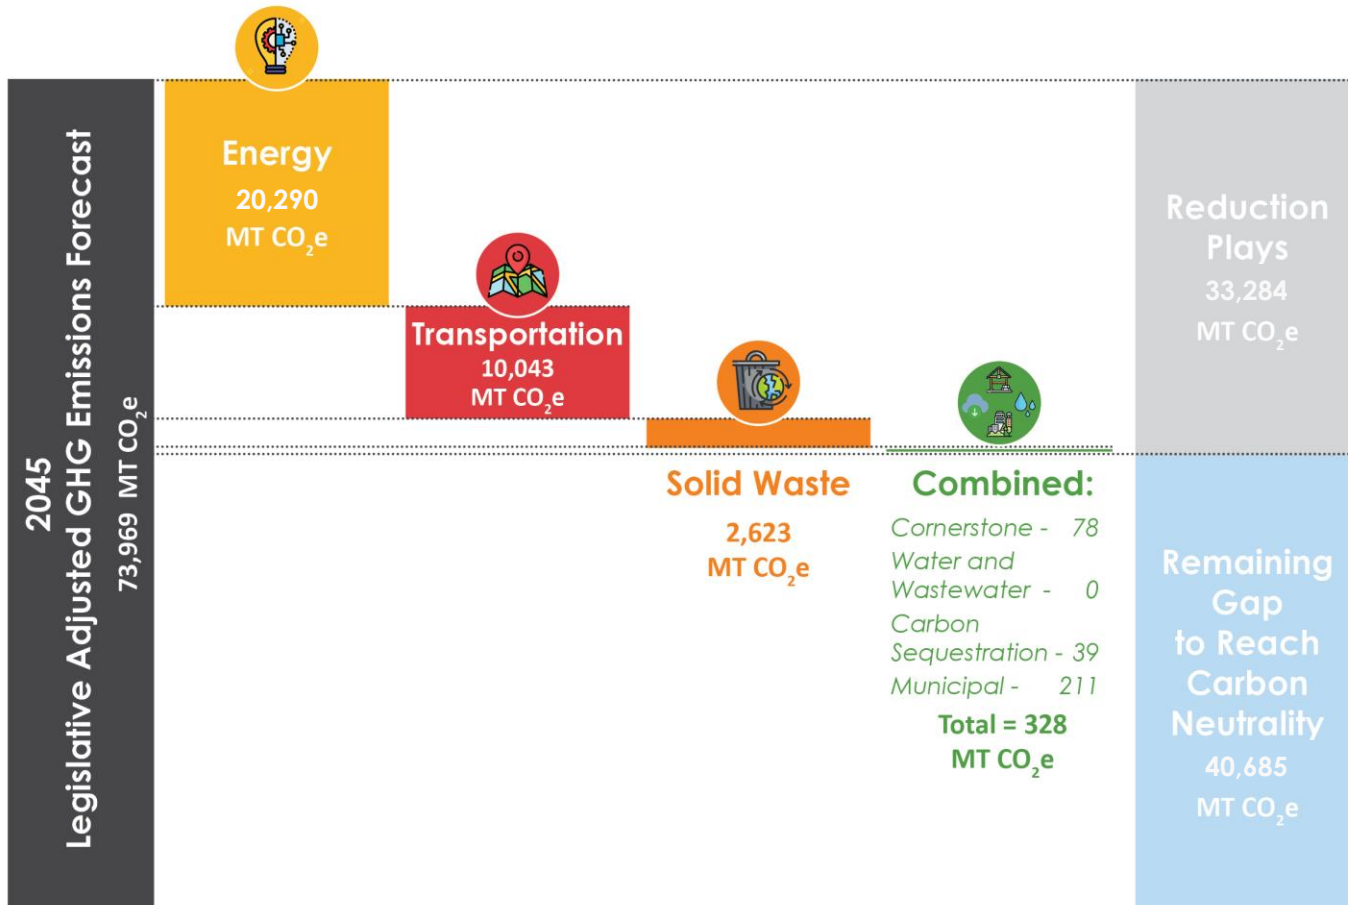 2045
Legislative Adjusted GHG Emissions Forecast
73,969 MT CO₂e
Energy
20,290
MT CO₂e
Transportation
10,043
MT CO₂e
Solid Waste
2,623
MT CO₂e
Combined:
Cornerstone - 78
Water and
Wastewater - 0
Carbon
Sequestration - 39
Municipal - 211
Total = 328
MT CO₂e
Reduction
Plays
33,284
MT CO₂e
Remaining
Gap
to Reach
Carbon
Neutrality
40,685
MT CO₂e